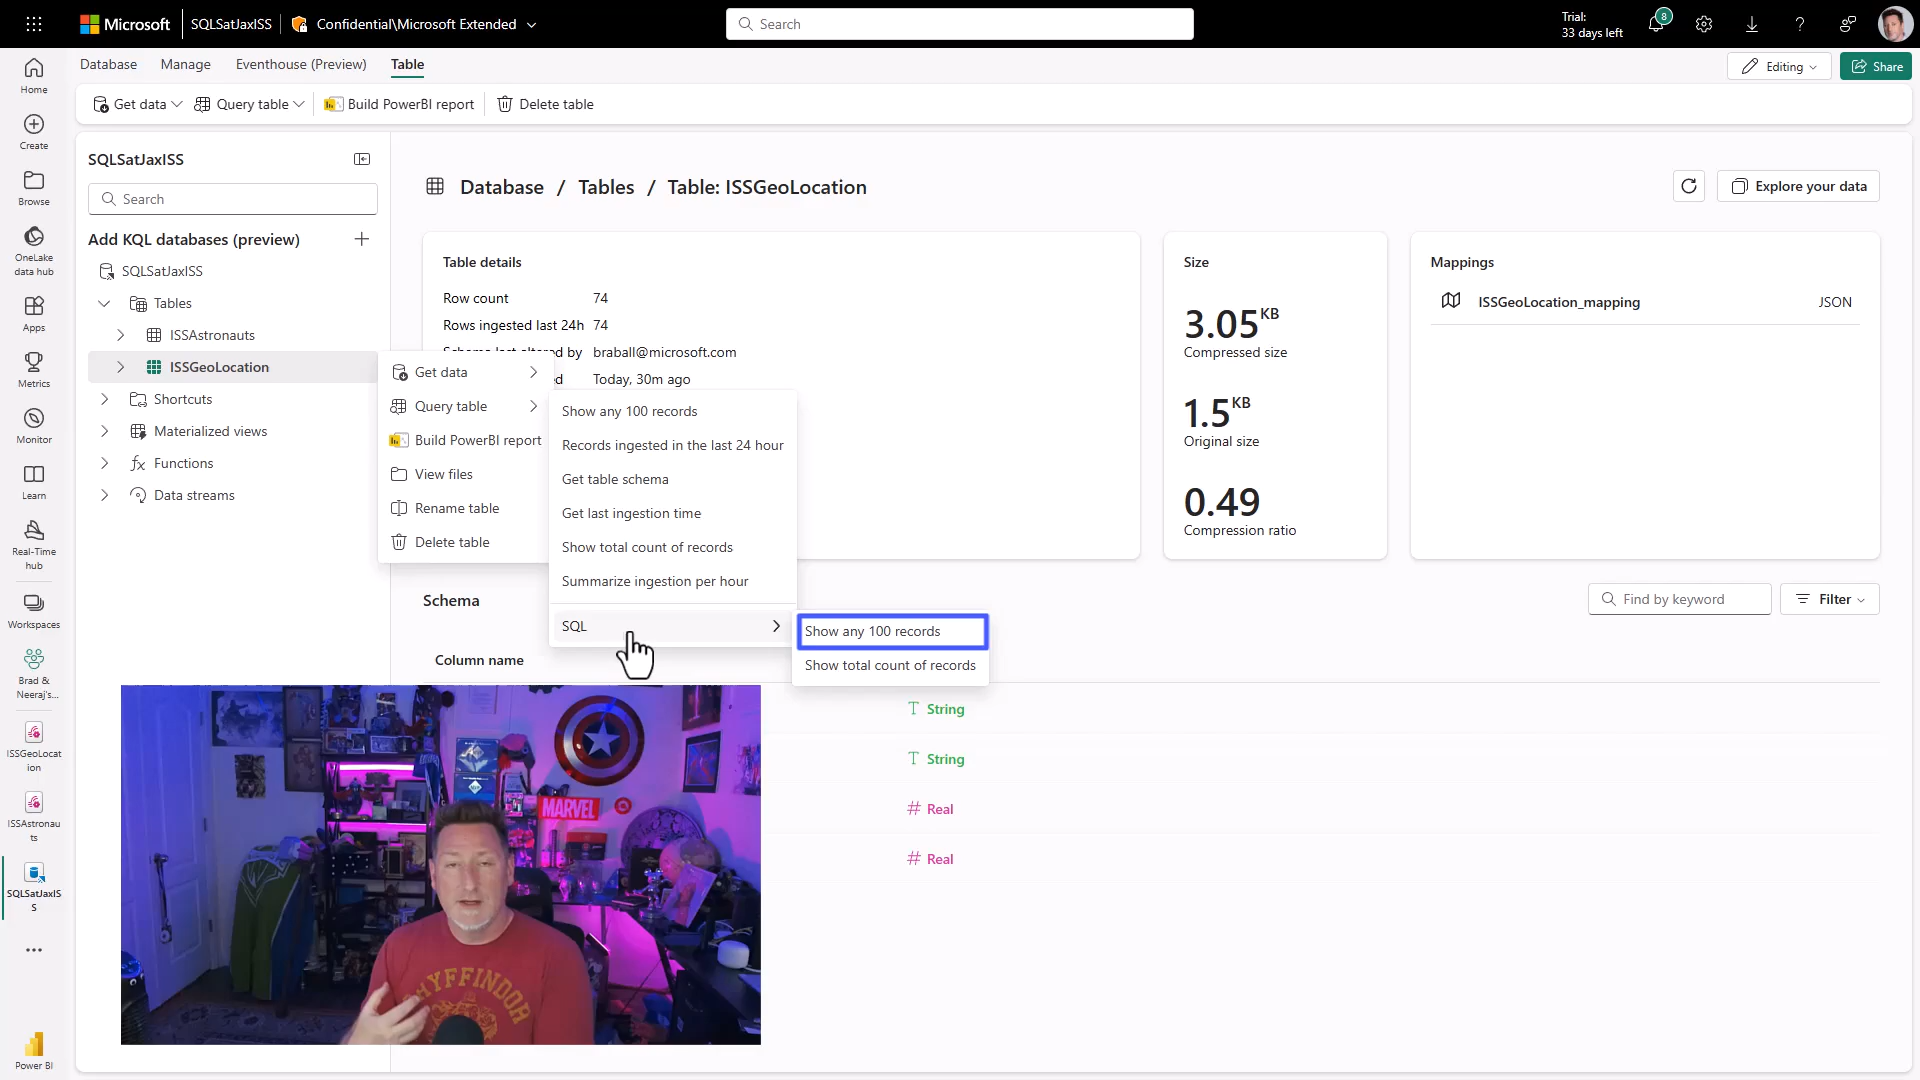 Microsoft
SQLSatJaxISS
Confidential\Microsoft Extended
Search
Trial:
33 days left
8
Home
Create
Browse
OneLake
data hub
Apps
Metrics
Monitor
Learn
Real-Time
hub
Workspaces
Brad &
Neeraj's...
ISSGeoLocat
ion
ISSAstronau
ts
SQLSatJaxIS
S
Power BI
Database
Manage
Eventhouse (Preview)
Table
Editing
Share
Get data
Query table
Build PowerBI report
Delete table
SQLSatJaxISS
Search
Add KQL databases (preview)
SQLSatJaxISS
Tables
ISSAstronauts
ISSGeoLocation
Shortcuts
Materialized views
Functions
Data streams
Database / Tables / Table: ISSGeoLocation
Explore your data
Table details
Row count 74
Rows ingested last 24h 74
Schema last altered by braball@microsoft.com
Today, 30m ago
Size
3.05 KB
Compressed size
1.5 KB
Original size
0.49
Compression ratio
Mappings
ISSGeoLocation_mapping JSON
Get data
Query table
Build PowerBI report
View files
Rename table
Delete table
Show any 100 records
Records ingested in the last 24 hour
Get table schema
Get last ingestion time
Show total count of records
Summarize ingestion per hour
SQL
Show any 100 records
Show total count of records
Schema
Find by keyword
Filter
Column name
String
String
Real
Real
MARVEL
GRYFFINDOR